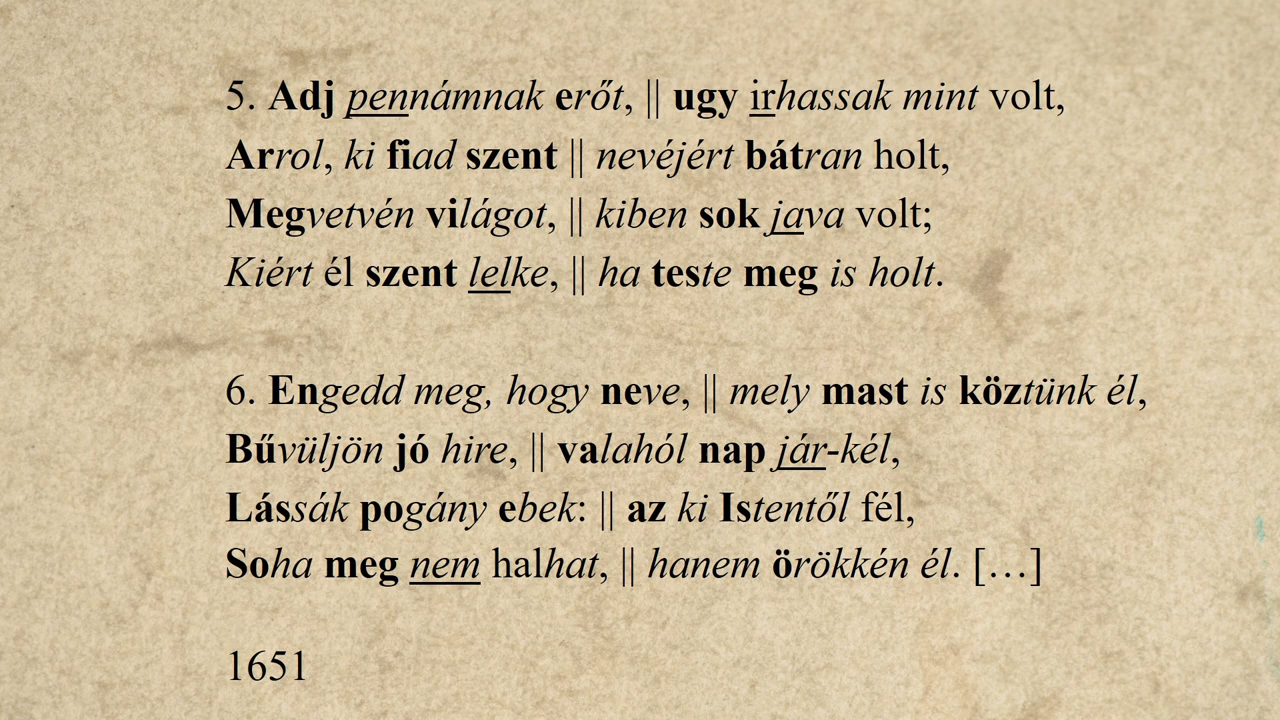 5. Adj pennámnak erőt, || ugy irhassak mint volt,
Arrol, ki fiad szent || nevéjért bátran holt,
Megvetvén világot, || kiben sok java volt;
Kiért él szent lelke, || ha teste meg is holt.
6. Engedd meg, hogy neve, || mely mast is köztünk él,
Bűvüljön jó hire, || valahól nap jár-kél,
Lássák pogány ebek: || az ki Istentől fél,
Soha meg nem halhat, || hanem örökkén él. […]
1651